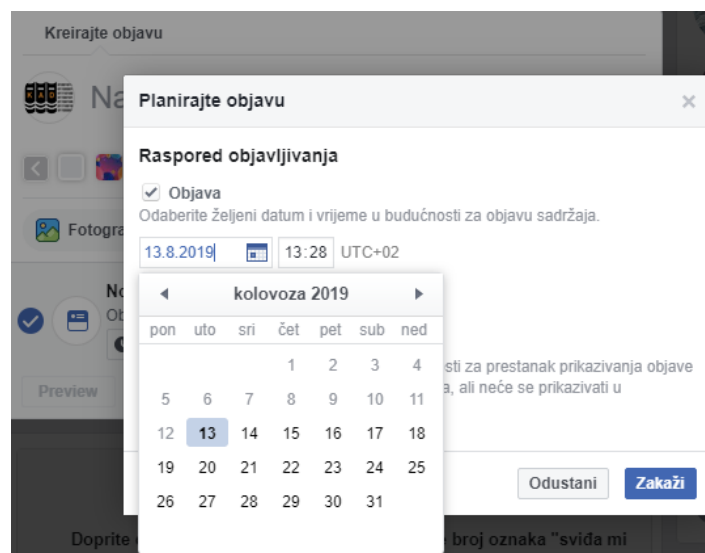 Kreirajte objavu
KAD
Na
Planirajte objavu
Raspored objavljivanja
Objava
Odaberite željeni datum i vrijeme u budućnosti za objavu sadržaja.
13.8.2019 13:28 UTC+02
Fotogra
kolovoza 2019
pon uto sri čet pet sub ned
1 2 3 4
5 6 7 8 9 10 11
12 13 14 15 16 17 18
19 20 21 22 23 24 25
26 27 28 29 30 31
No
Ob
sti za prestanak prikazivanja objave
a, ali neće se prikazivati u
Preview
Odustani Zakaži
Doprite
broj oznaka "sviđa mi